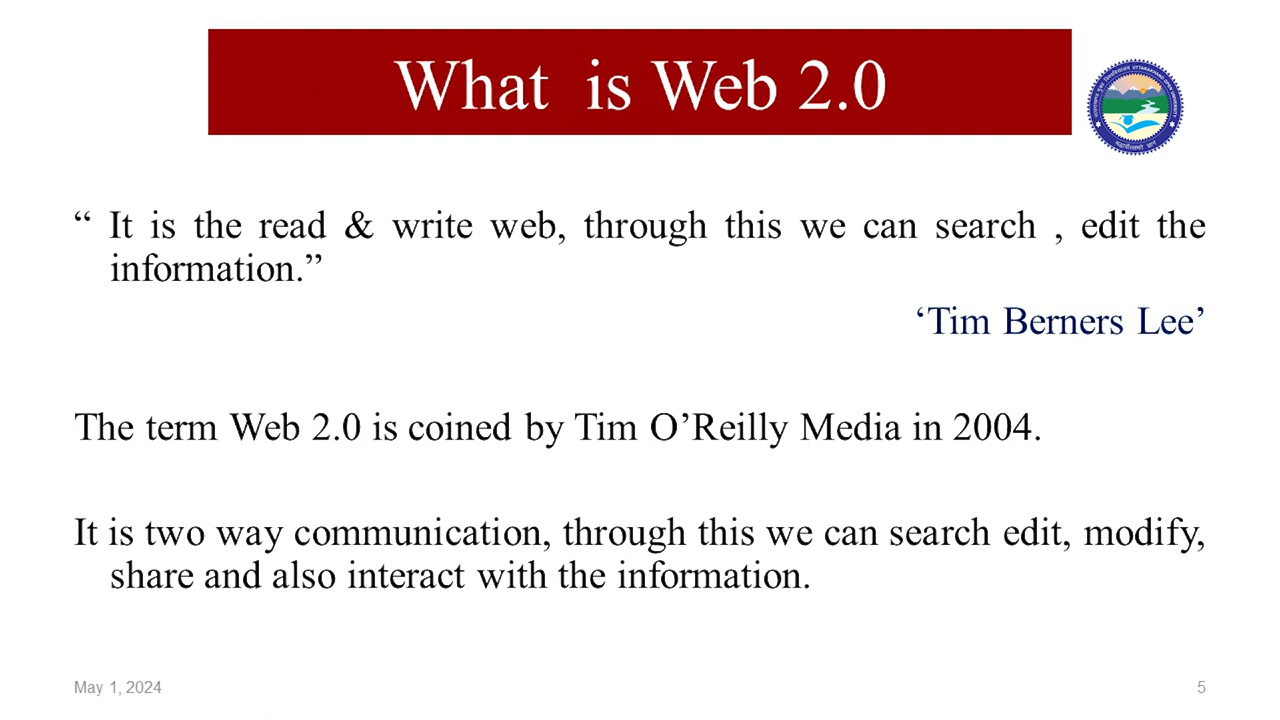 What is Web 2.0
UTTARAKHAND OPEN UNIVERSITY
“ It is the read & write web, through this we can search , edit the
information.”
‘Tim Berners Lee’
The term Web 2.0 is coined by Tim O’Reilly Media in 2004.
It is two way communication, through this we can search edit, modify,
share and also interact with the information.
May 1, 2024
5